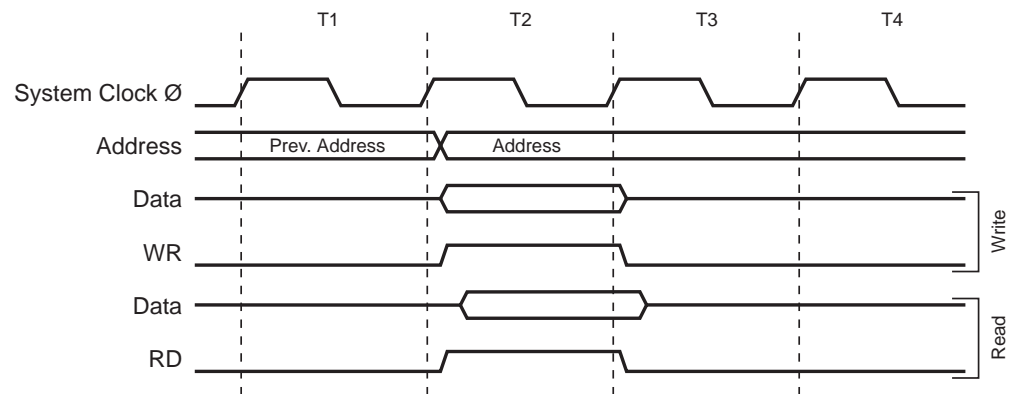 T1 T2 T3 T4
System Clock Ø
Address Prev. Address Address
Data
WR
Write
Data
RD
Read